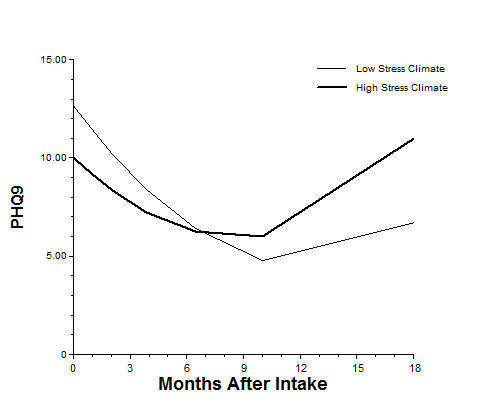 15.00
Low Stress Climate
High Stress Climate
10.00
PHQ9
5.00
0
0 3 6 9 12 15 18
Months After Intake